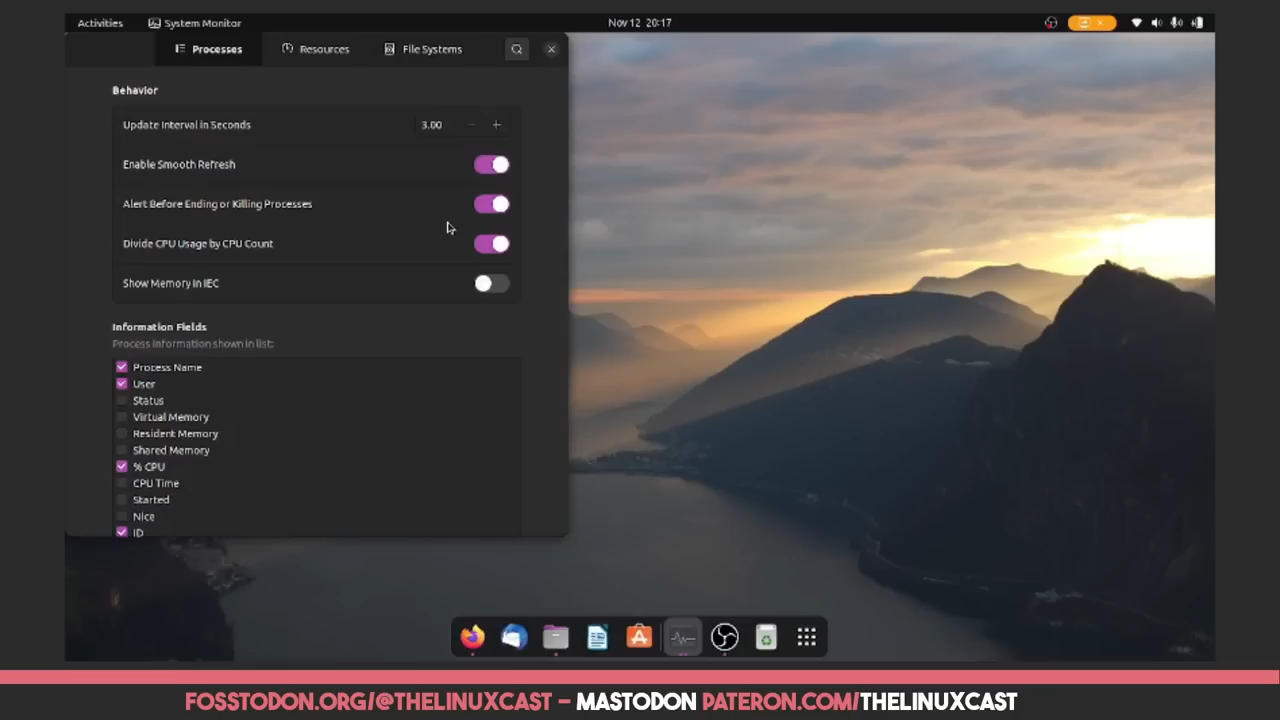 Activities System Monitor Nov 12 20:17
Processes Resources File Systems
Behavior
Update Interval in Seconds 3.00 − +
Enable Smooth Refresh
Alert Before Ending or Killing Processes
Divide CPU Usage by CPU Count
Show Memory in IEC
Information Fields
Process information shown in list:
Process Name
User
Status
Virtual Memory
Resident Memory
Shared Memory
% CPU
CPU Time
Started
Nice
ID
FOSSTODON.ORG/@THELINUXCAST – MASTODON PATERON.COM/THELINUXCAST